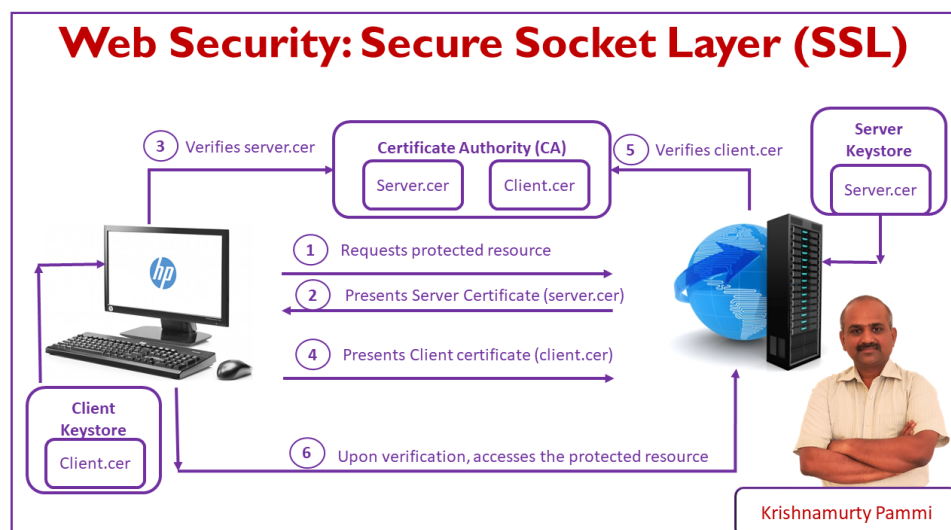 Web Security: Secure Socket Layer (SSL)
3 Verifies server.cer
Certificate Authority (CA)
Server.cer
Client.cer
5 Verifies client.cer
Server
Keystore
Server.cer
1 Requests protected resource
2 Presents Server Certificate (server.cer)
4 Presents Client certificate (client.cer)
hp
Client
Keystore
Client.cer
6 Upon verification, accesses the protected resource
Krishnamurty Pammi